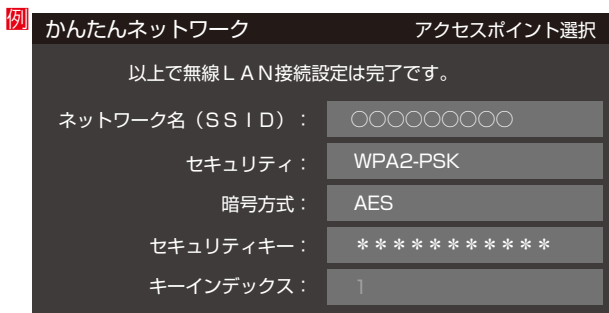 例
かんたんネットワーク アクセスポイント選択
以上で無線ＬＡＮ接続設定は完了です。
ネットワーク名（ＳＳＩＤ）： ○○○○○○○○○
セキュリティ： WPA2-PSK
暗号方式： AES
セキュリティキー： ＊＊＊＊＊＊＊＊＊＊＊
キーインデックス： 1